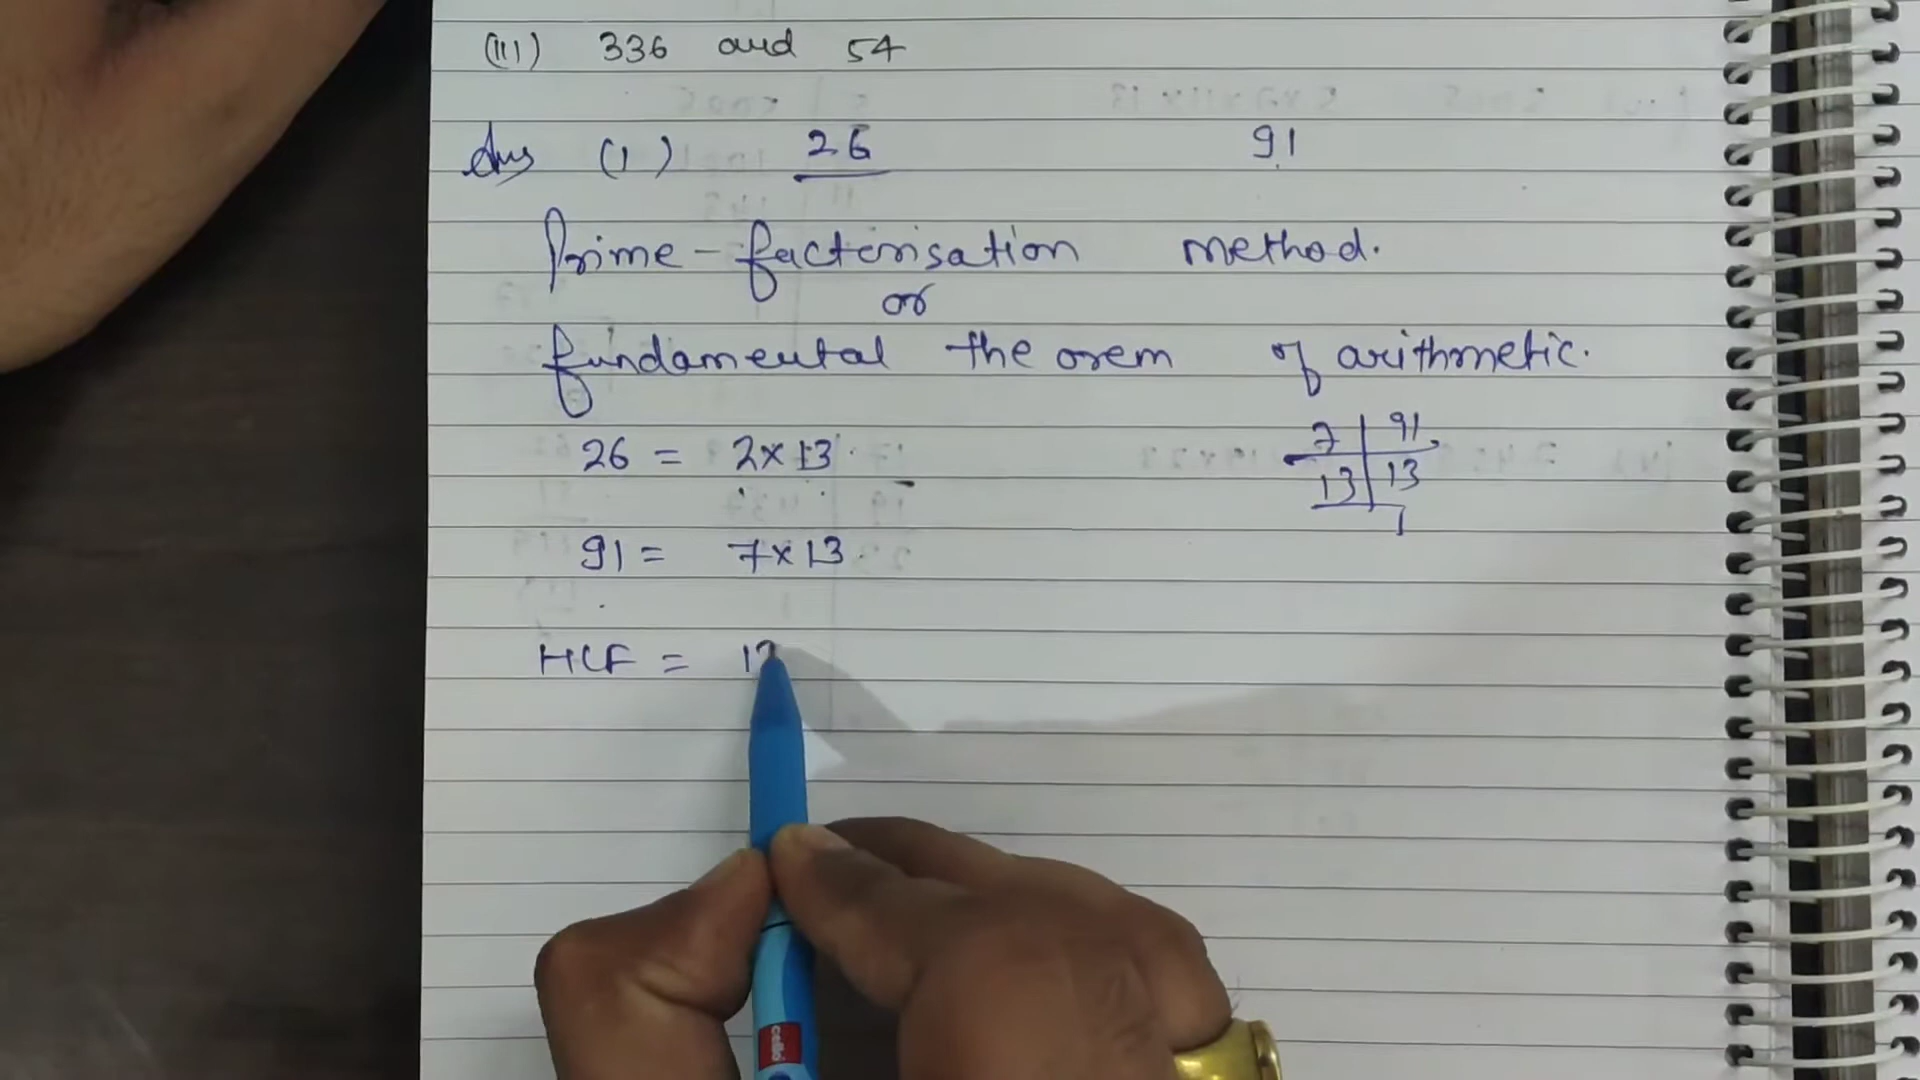 (III) 336 and 54
Ans (I) 26 91
Prime-factorisation method.
or
fundamental theorem of arithmetic.
26 = 2×13
7 | 91
13 | 13
1
91 = 7×13
HCF =
cello